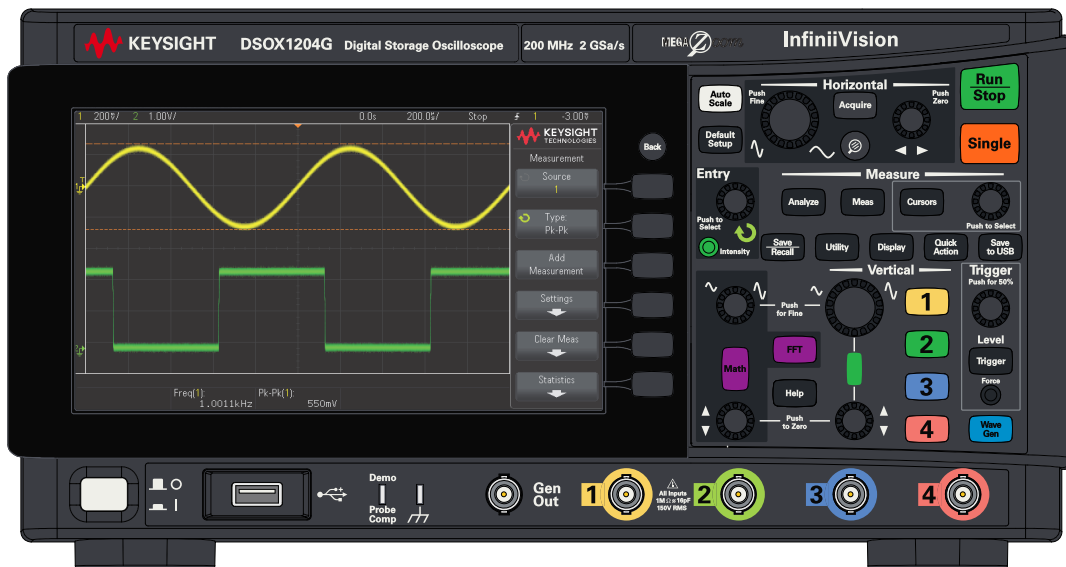 KEYSIGHT DSOX1204G Digital Storage Oscilloscope 200 MHz 2 GSa/s MEGA ZOOM InfiniiVision
Auto Scale
Push Fine
Horizontal
Acquire
Push Zero
Run Stop
Default Setup
Single
1 200▿/ 2 1.00V/ 0.0s 200.0▿/ Stop 1 -3.00▿
KEYSIGHT
TECHNOLOGIES
Measurement
Source
1
Type:
Pk-Pk
Add
Measurement
Settings
Clear Meas
Statistics
Back
1
T
2
Freq(1):
1.0011kHz
Pk-Pk(1):
550mV
Entry
Push to
Select
Intensity
Measure
Analyze
Meas
Cursors
Push to Select
Save
Recall
Utility
Display
Quick
Action
Save
to USB
Vertical
Push
for Fine
Math
FFT
Help
Push
to Zero
1
2
3
4
Trigger
Push for 50%
Level
Trigger
Force
Wave
Gen
Demo
Probe
Comp
Gen
Out
1
All Inputs
1MΩ≅16pF
150V RMS
2
3
4